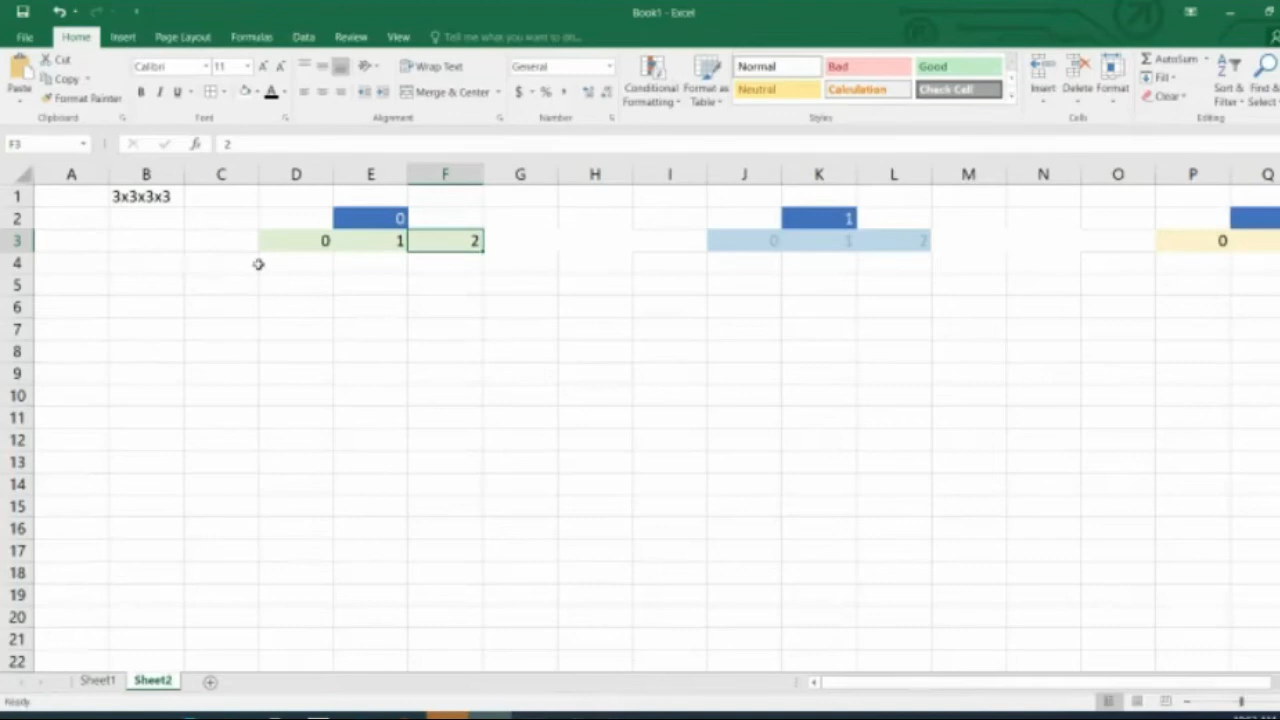 Book1 - Excel
File Home Insert Page Layout Formulas Data Review View Tell me what you want to do...
Paste Cut Copy Format Painter Clipboard
Calibri 11 B I U A Font
Wrap Text Merge & Center Alignment
General $ % Number
Conditional Formatting Format as Table
Normal Bad Good
Neutral Calculation Check Cell
Styles
Insert Delete Format Cells
AutoSum Fill Clear Sort & Filter Find & Select Editing
F3 fx 2
A B C D E F G H I J K L M N O P Q
1 3x3x3x3
2 0 1
3 0 1 2 0 1 2 0
4
5
6
7
8
9
10
11
12
13
14
15
16
17
18
19
20
21
22
Sheet1 Sheet2
Ready